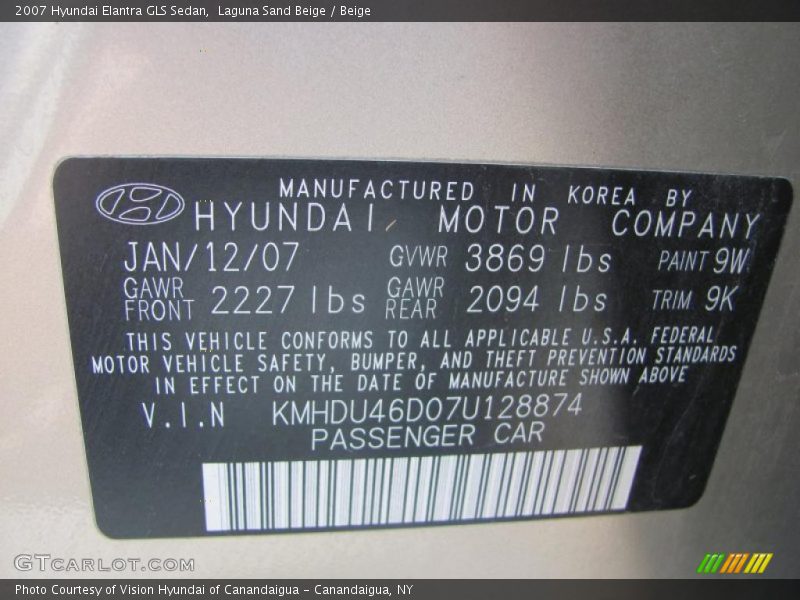 2007 Hyundai Elantra GLS Sedan,  Laguna Sand Beige / Beige
MANUFACTURED IN KOREA BY
HYUNDAI MOTOR COMPANY
JAN/12/07 GVWR 3869 lbs PAINT 9W
GAWR FRONT 2227 lbs GAWR REAR 2094 lbs TRIM 9K
THIS VEHICLE CONFORMS TO ALL APPLICABLE U.S.A. FEDERAL
MOTOR VEHICLE SAFETY, BUMPER, AND THEFT PREVENTION STANDARDS
IN EFFECT ON THE DATE OF MANUFACTURE SHOWN ABOVE
V.I.N KMHDU46D07U128874
PASSENGER CAR
GTCARLOT.COM
Photo Courtesy of Vision Hyundai of Canandaigua - Canandaigua, NY